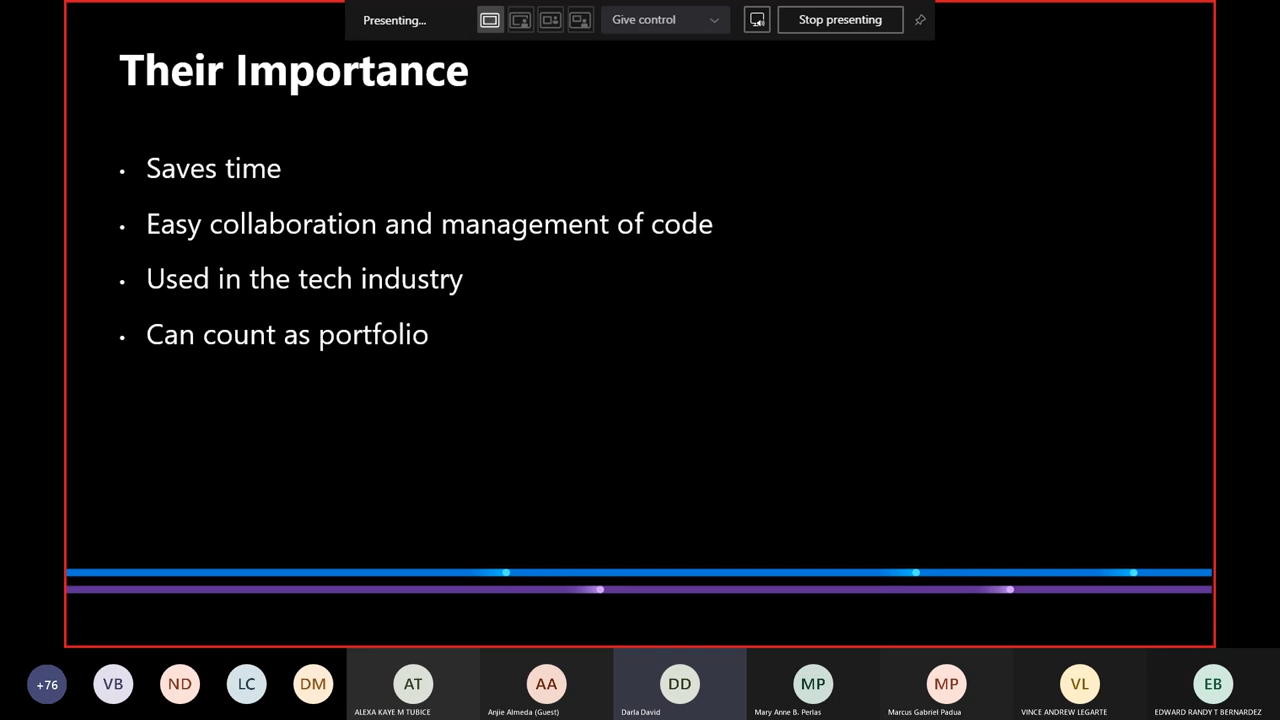 Presenting...
Give control
Stop presenting
Their Importance
• Saves time
• Easy collaboration and management of code
• Used in the tech industry
• Can count as portfolio
+76
VB
ND
LC
DM
AT
AA
DD
MP
MP
VL
EB
ALEXA KAYE M TUBICE
Anjie Almeda (Guest)
Darla David
Mary Anne B. Perlas
Marcus Gabriel Padua
VINCE ANDREW LEGARTE
EDWARD RANDY T BERNARDEZ